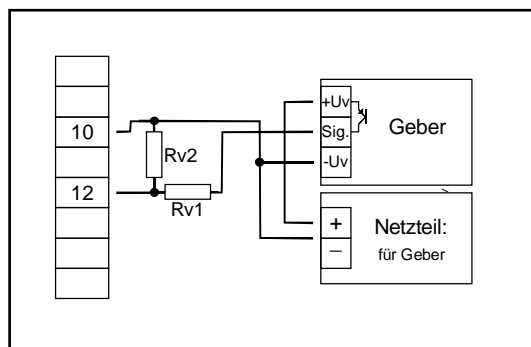 10
12
Rv2
Rv1
+Uv
Sig.
-Uv
Geber
+
–
Netzteil:
für Geber